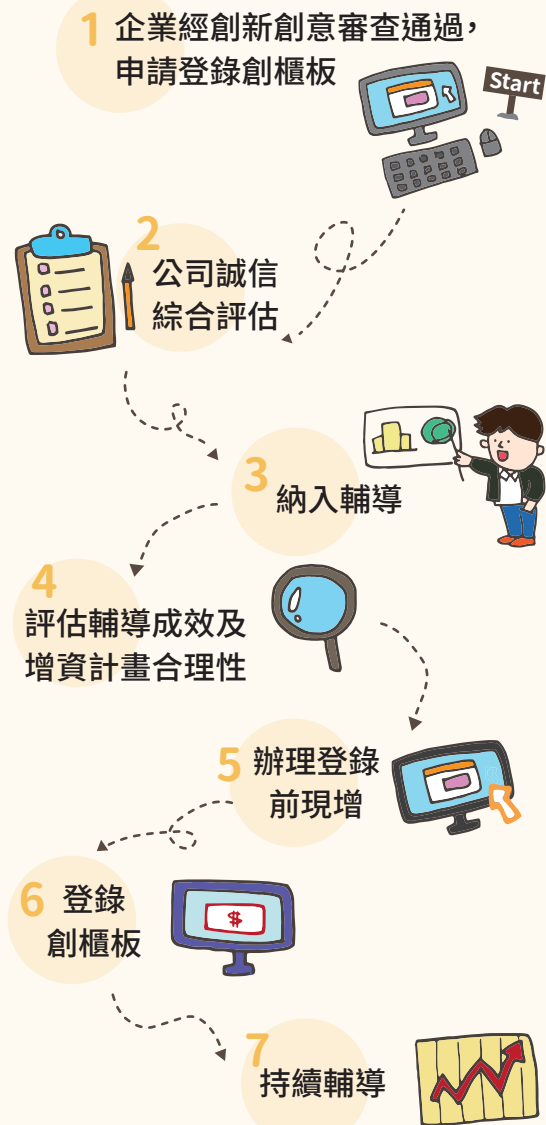 1 企業經創新創意審查通過，
申請登錄創櫃板
Start
2
公司誠信
綜合評估
3
納入輔導
4
評估輔導成效及
增資計畫合理性
5 辦理登錄
前現增
$
6 登錄
創櫃板
7
持續輔導